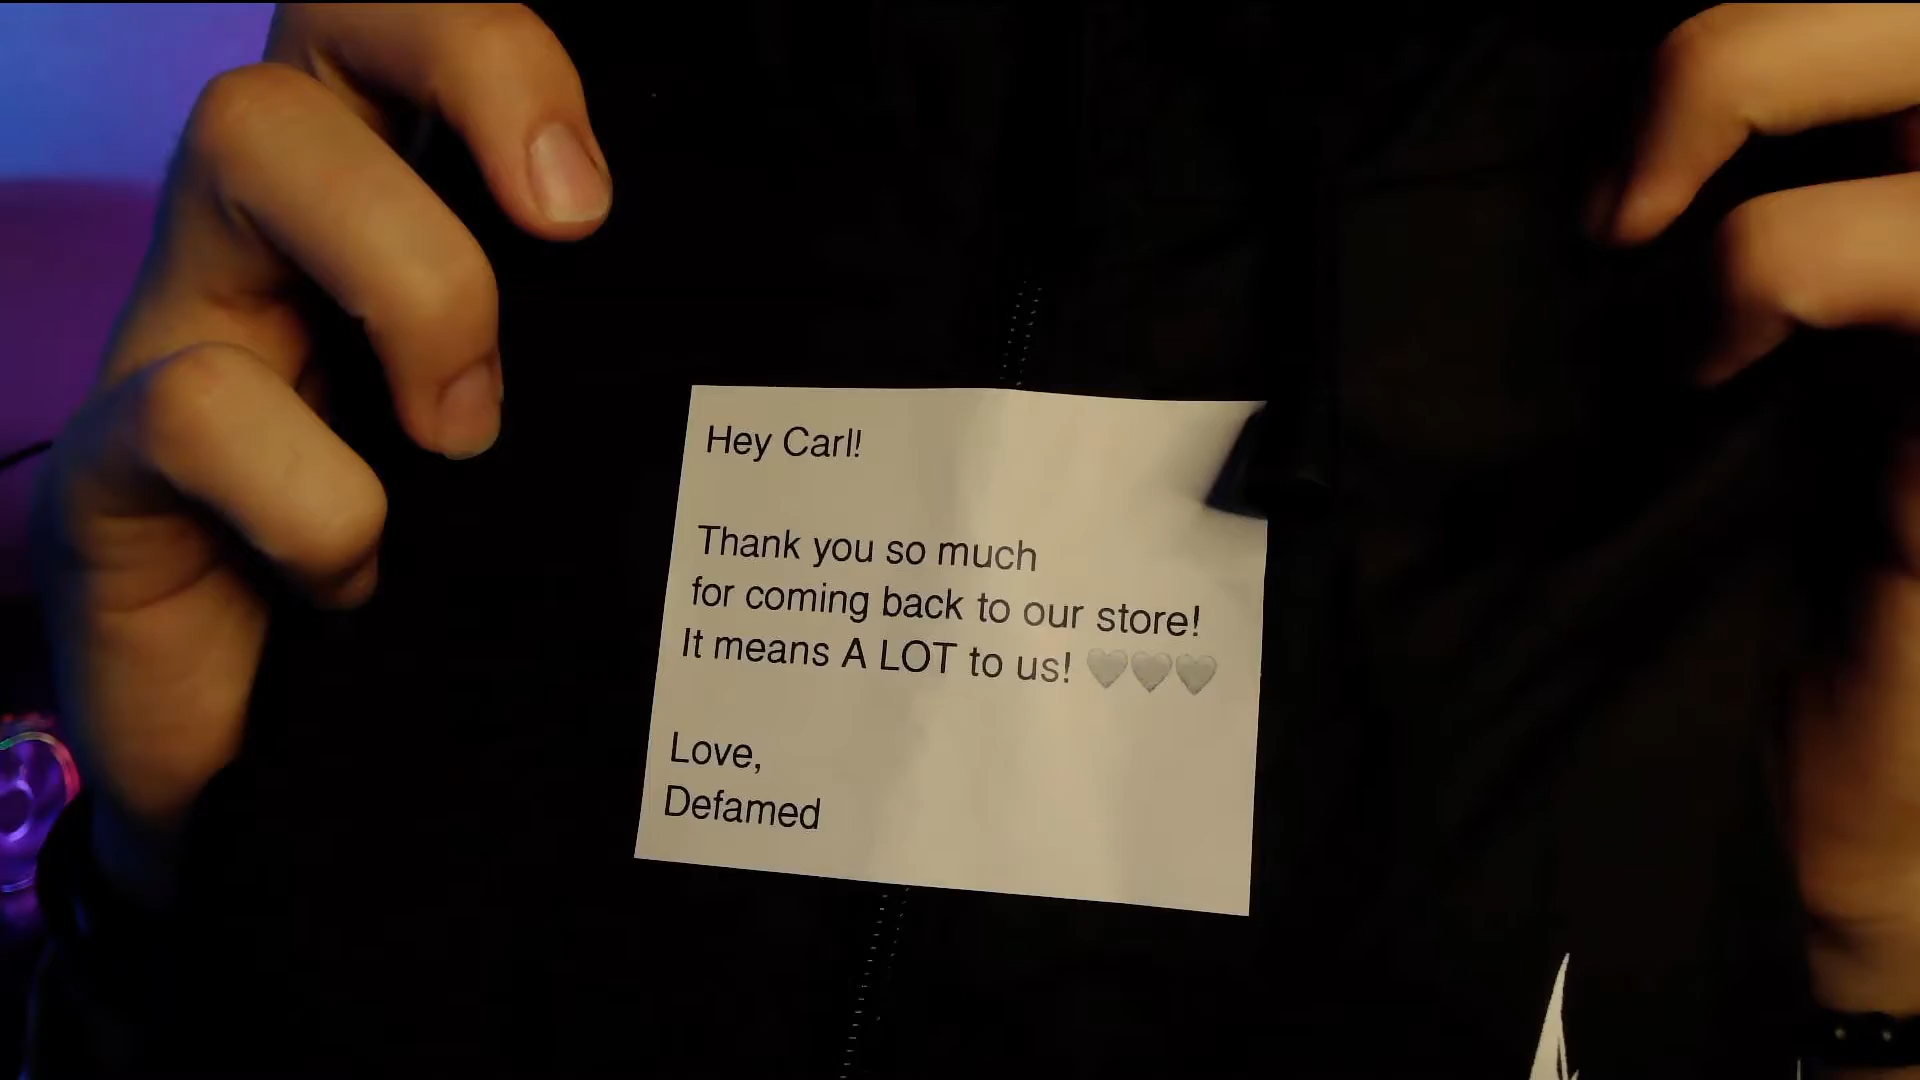 Hey Carl!
Thank you so much
for coming back to our store!
It means A LOT to us! 🩶🩶🩶
Love,
Defamed